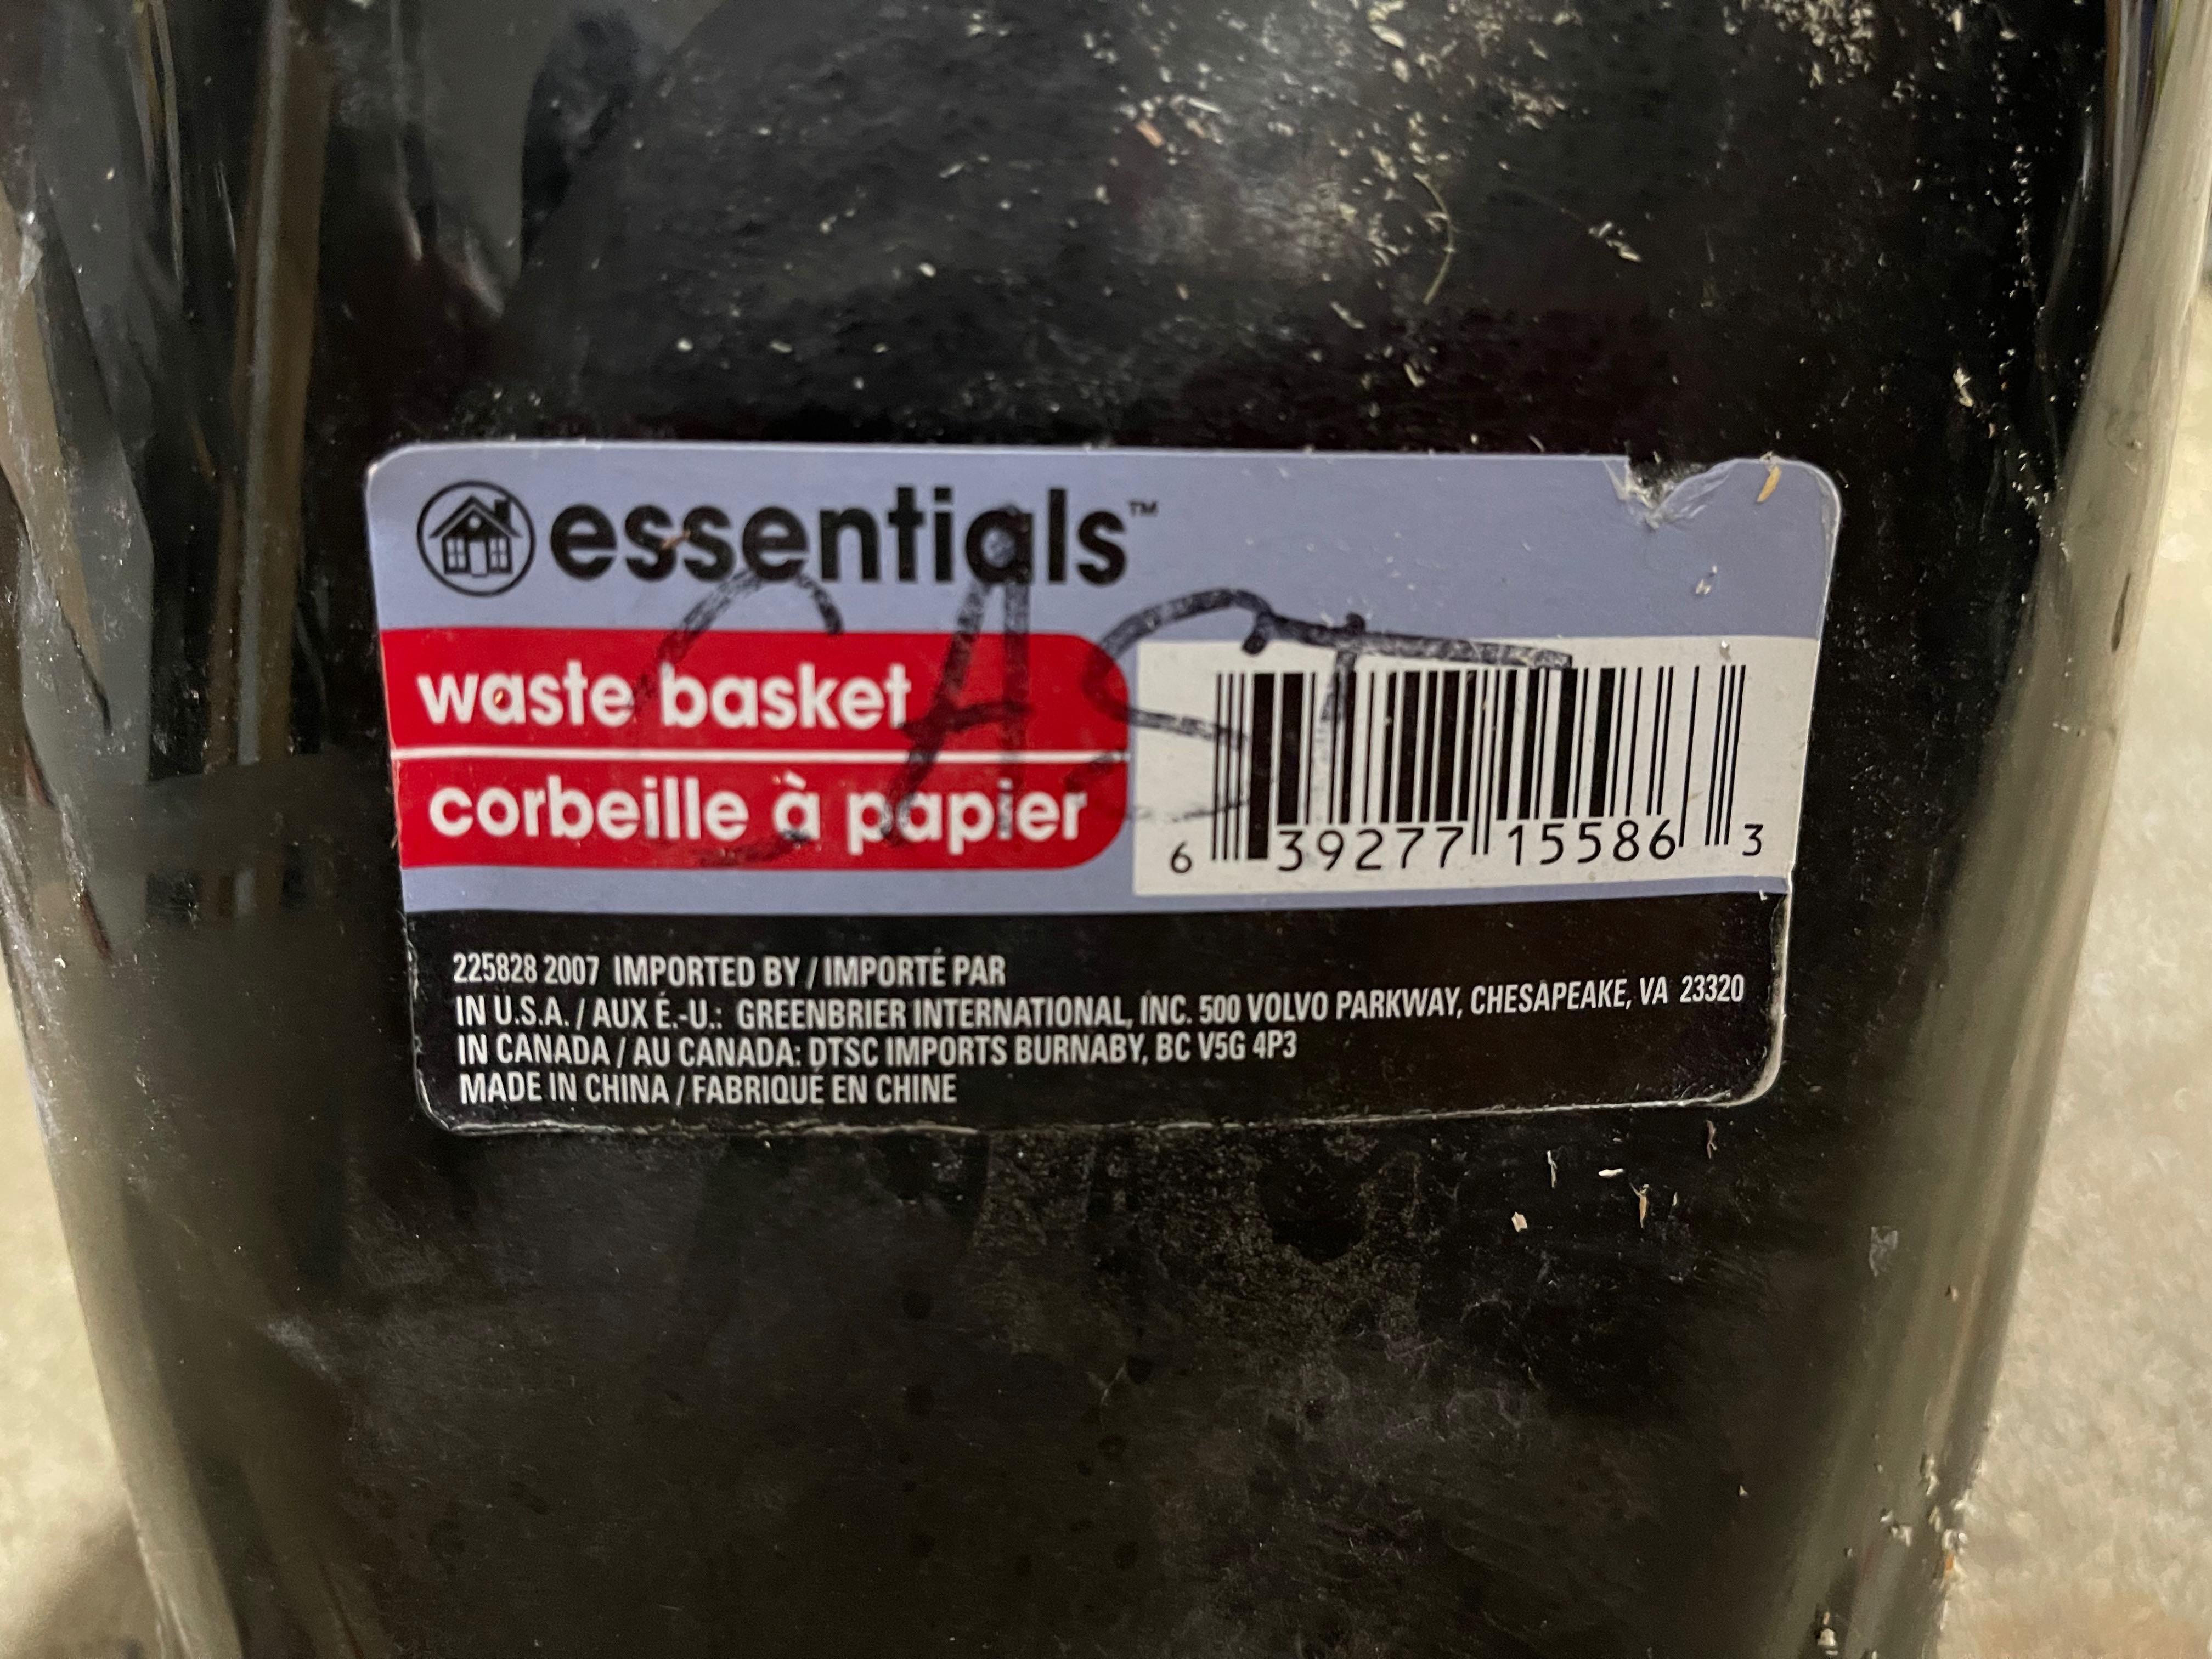 essentials™
CAST
waste basket
corbeille à papier
6 39277 15586 3
225828 2007 IMPORTED BY / IMPORTÉ PAR
IN U.S.A. / AUX É.-U.: GREENBRIER INTERNATIONAL, INC. 500 VOLVO PARKWAY, CHESAPEAKE, VA 23320
IN CANADA / AU CANADA: DTSC IMPORTS BURNABY, BC V5G 4P3
MADE IN CHINA / FABRIQUÉ EN CHINE